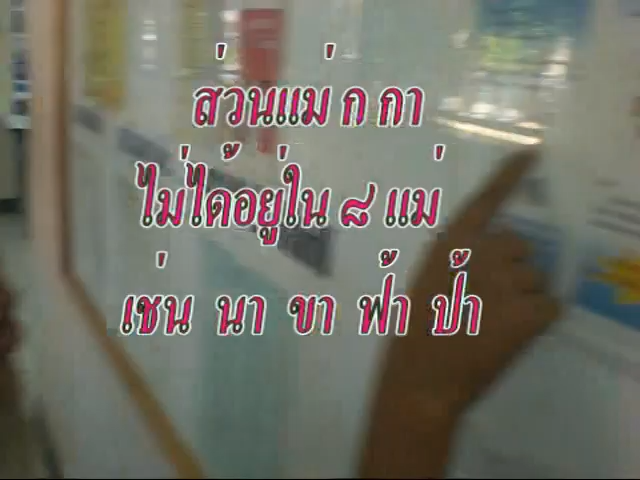 ส่วนแม่ ก กา
ไม่ได้อยู่ใน ๘ แม่
เช่น นา ขา ฟ้า ป้ำ